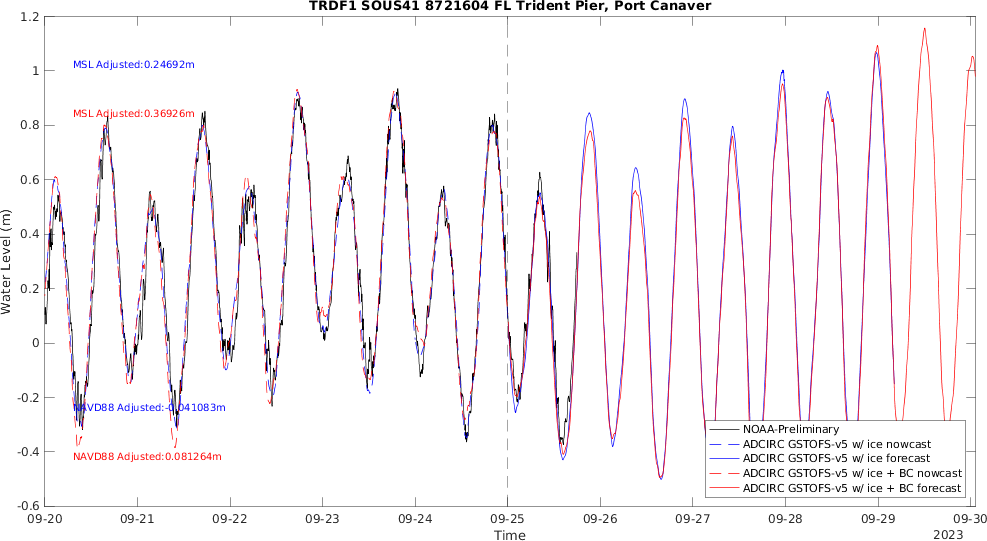 TRDF1 SOUS41 8721604 FL Trident Pier, Port Canaver
1.2
1
0.8
0.6
0.4
0.2
0
-0.2
-0.4
-0.6
Water Level (m)
MSL Adjusted:0.24692m
MSL Adjusted:0.36926m
NAVD88 Adjusted:-0.041083m
NAVD88 Adjusted:0.081264m
NOAA-Preliminary
ADCIRC GSTOFS-v5 w/ ice nowcast
ADCIRC GSTOFS-v5 w/ ice forecast
ADCIRC GSTOFS-v5 w/ ice + BC nowcast
ADCIRC GSTOFS-v5 w/ ice + BC forecast
09-20 09-21 09-22 09-23 09-24 09-25 09-26 09-27 09-28 09-29 09-30
Time
2023